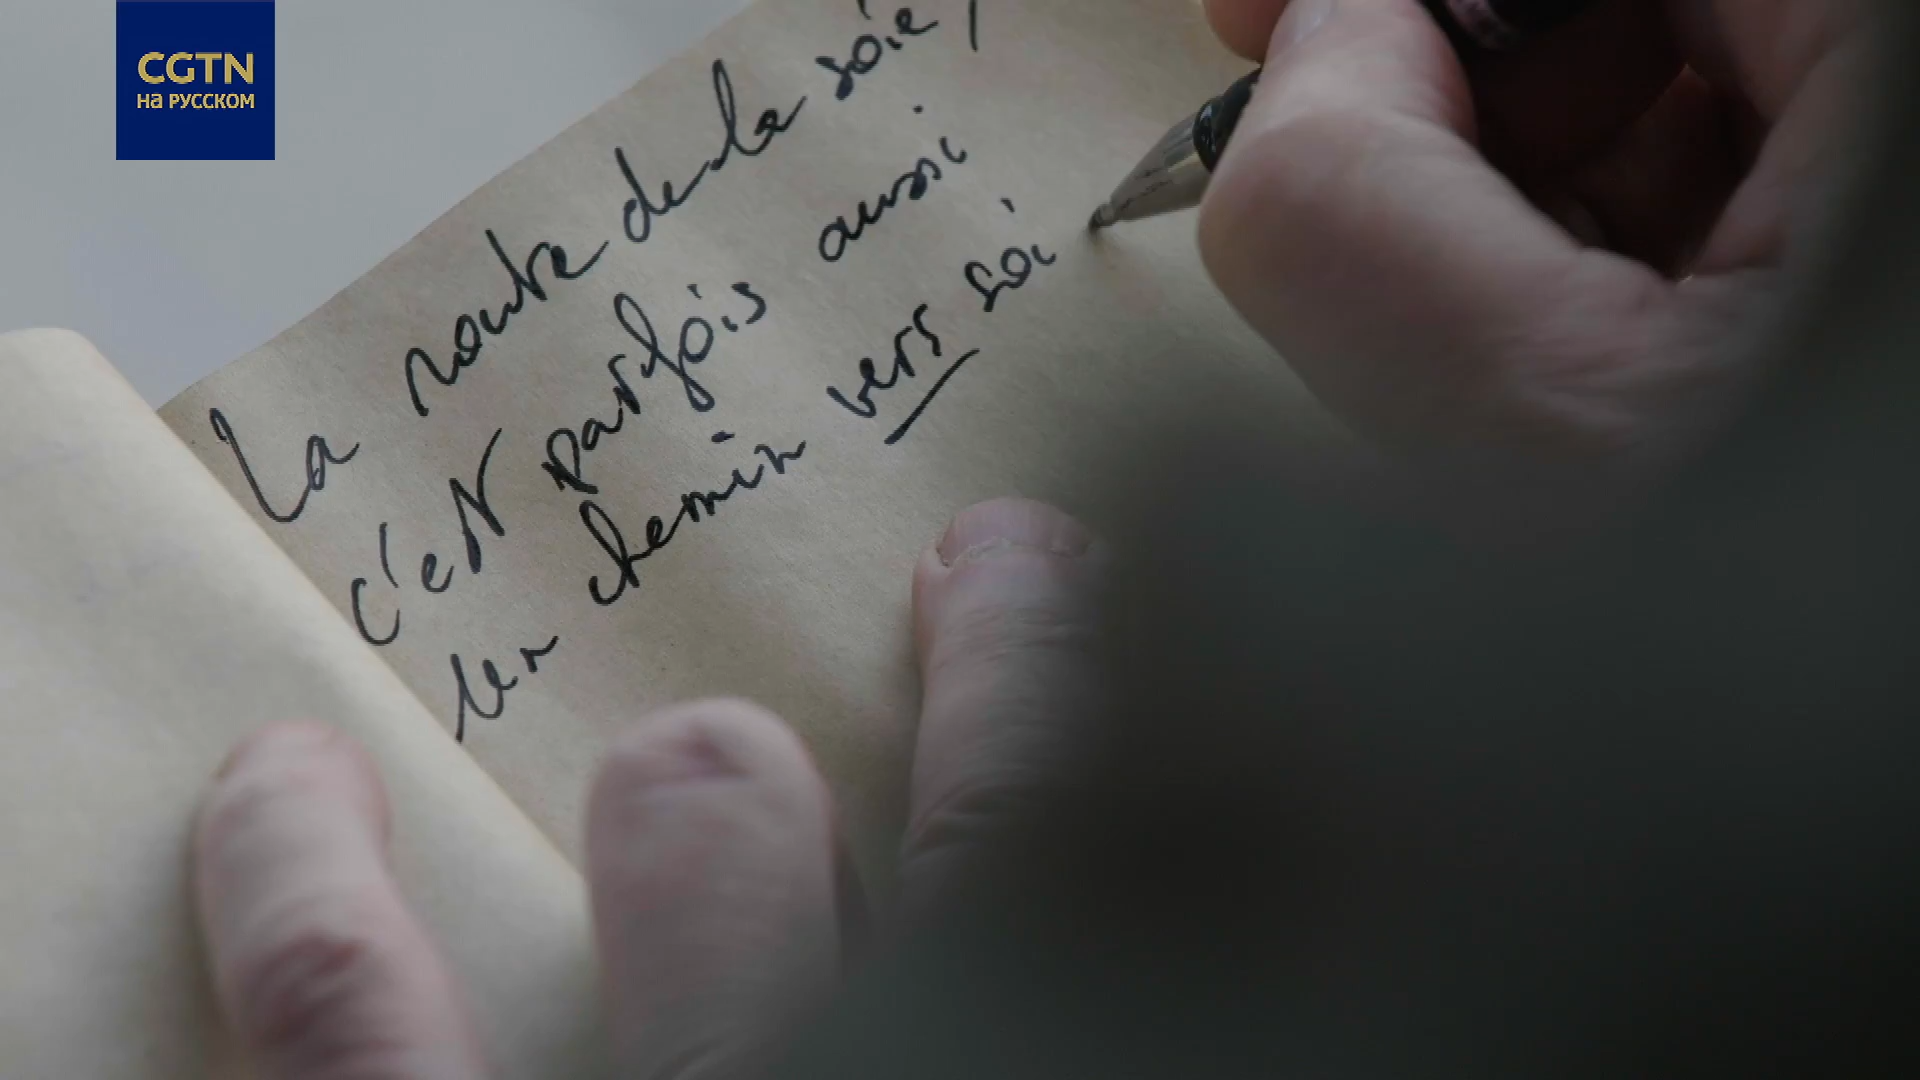 CGTN
на русском
La route de la soie,
c'est parfois aussi
un chemin vers soi